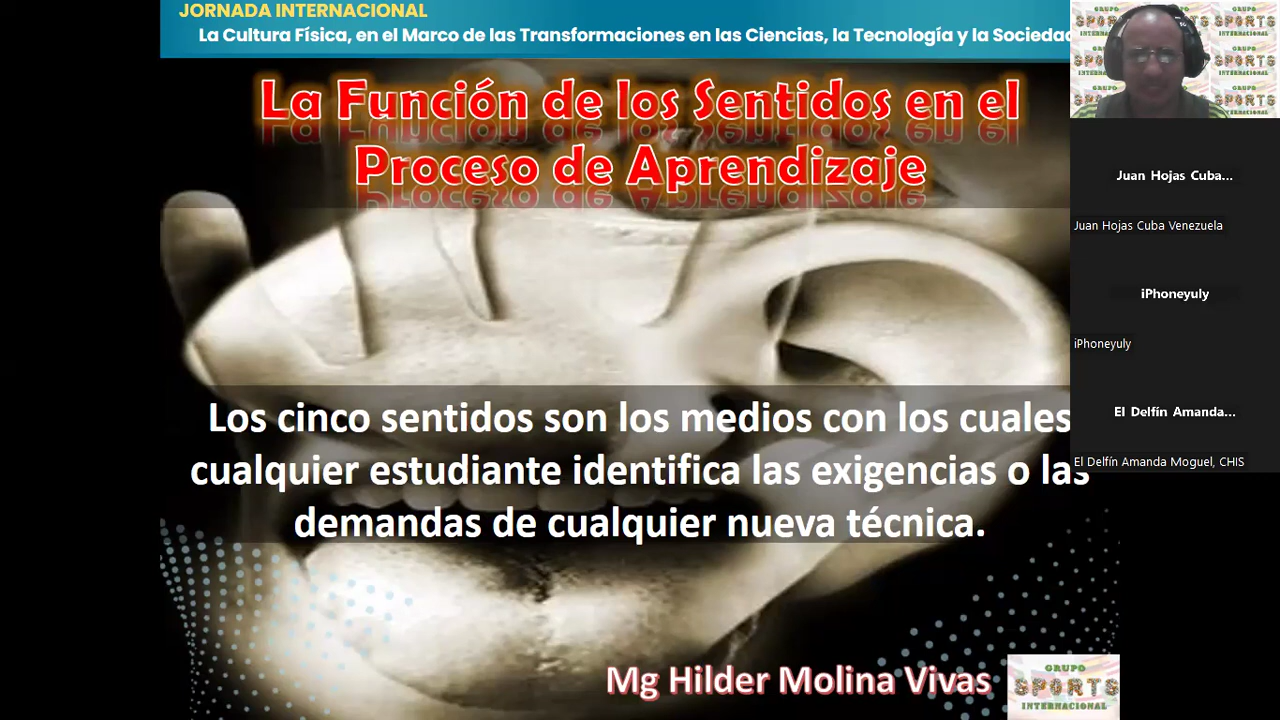 JORNADA INTERNACIONAL
La Cultura Física, en el Marco de las Transformaciones en las Ciencias, la Tecnología y la Sociedad
La Función de los Sentidos en el
Proceso de Aprendizaje
Los cinco sentidos son los medios con los cuales
cualquier estudiante identifica las exigencias o las
demandas de cualquier nueva técnica.
Mg Hilder Molina Vivas
GRUPO
SPORTS
INTERNACIONAL
GRUPO
SPORTS
INTERNACIONAL
Juan Hojas Cuba...
Juan Hojas Cuba Venezuela
iPhoneyuly
iPhoneyuly
El Delfín Amanda...
El Delfín Amanda Moguel, CHIS